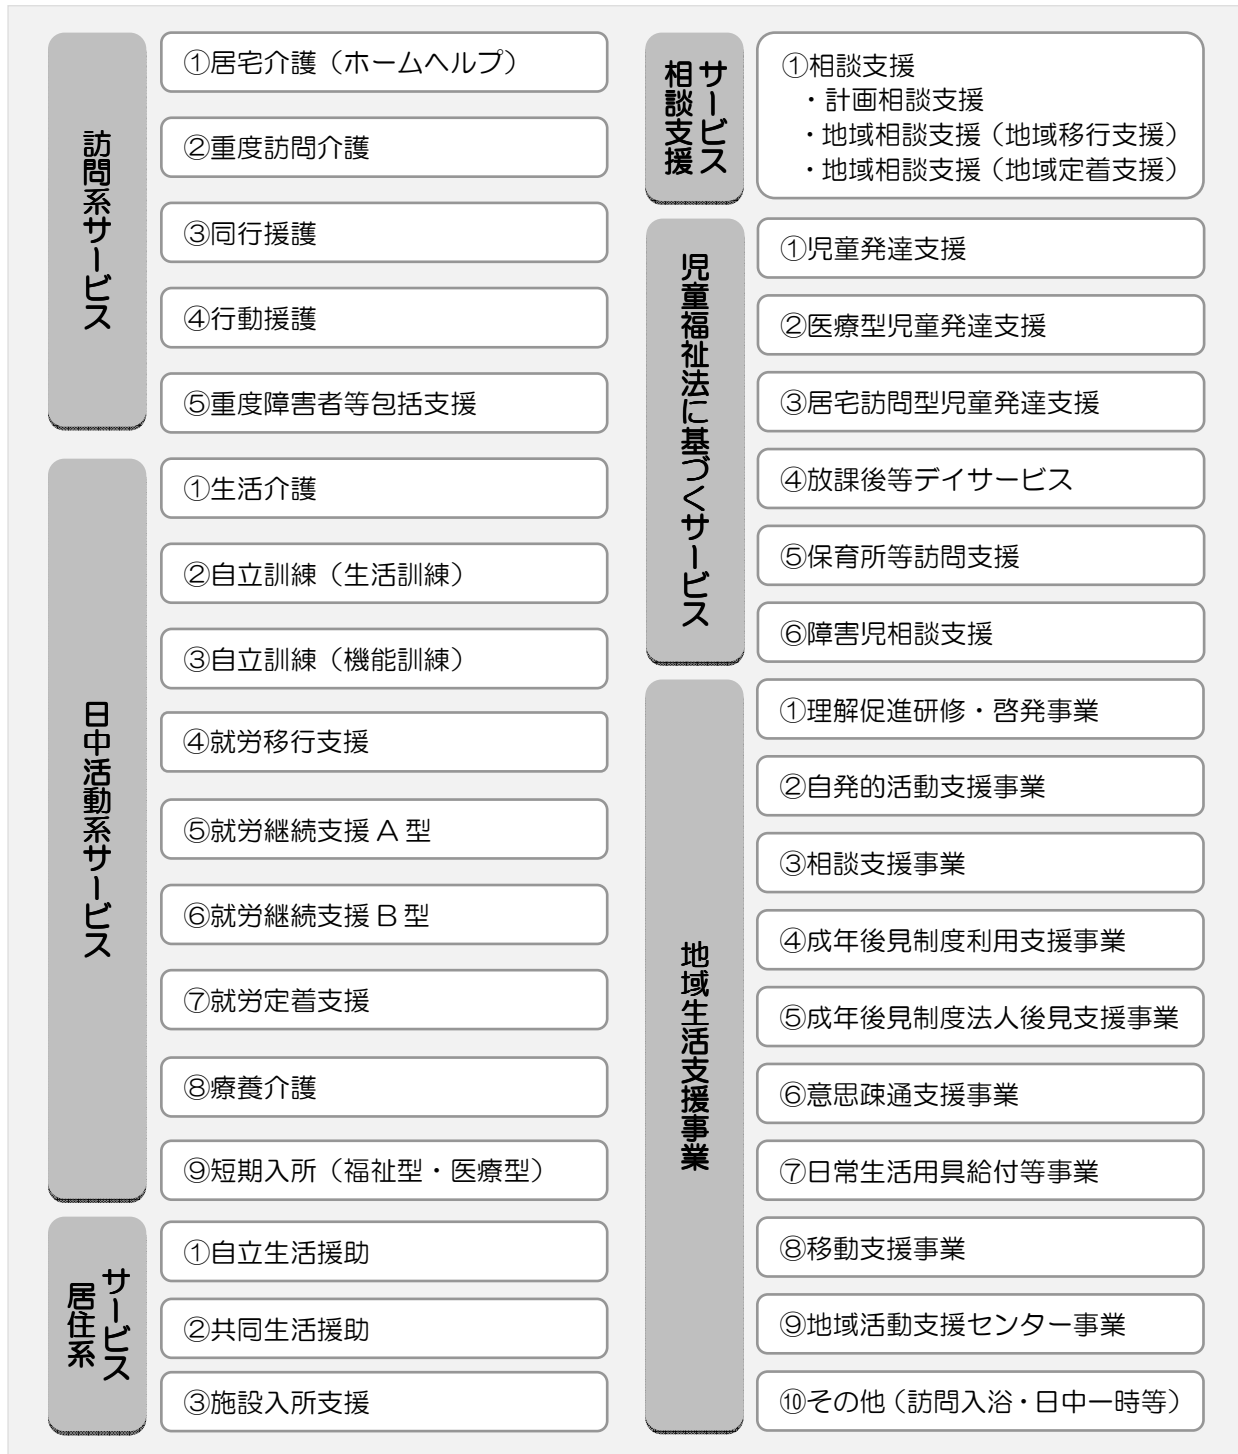 訪問系サービス
①居宅介護（ホームヘルプ）
②重度訪問介護
③同行援護
④行動援護
⑤重度障害者等包括支援
日中活動系サービス
①生活介護
②自立訓練（生活訓練）
③自立訓練（機能訓練）
④就労移行支援
⑤就労継続支援 A 型
⑥就労継続支援 B 型
⑦就労定着支援
⑧療養介護
⑨短期入所（福祉型・医療型）
居住系
サービス
①自立生活援助
②共同生活援助
③施設入所支援
相談支援
サービス
①相談支援
・計画相談支援
・地域相談支援（地域移行支援）
・地域相談支援（地域定着支援）
児童福祉法に基づくサービス
①児童発達支援
②医療型児童発達支援
③居宅訪問型児童発達支援
④放課後等デイサービス
⑤保育所等訪問支援
⑥障害児相談支援
地域生活支援事業
①理解促進研修・啓発事業
②自発的活動支援事業
③相談支援事業
④成年後見制度利用支援事業
⑤成年後見制度法人後見支援事業
⑥意思疎通支援事業
⑦日常生活用具給付等事業
⑧移動支援事業
⑨地域活動支援センター事業
⑩その他（訪問入浴・日中一時等）